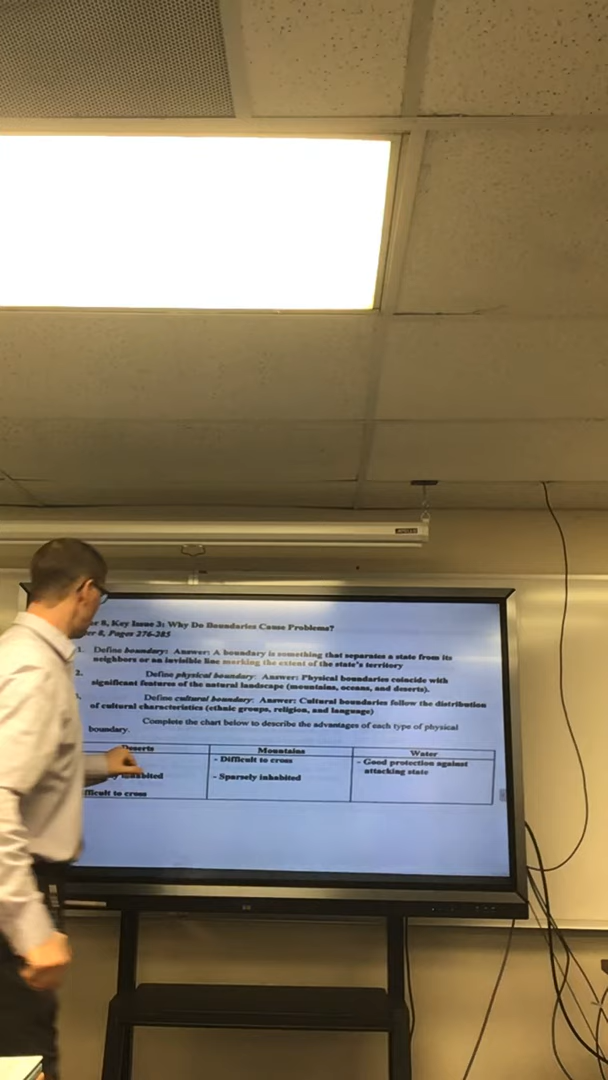 er 8, Key Issue 3: Why Do Boundaries Cause Problems?
er 8, Pages 276-285
1. Define boundary: Answer: A boundary is something that separates a state from its
neighbors or an invisible line marking the extent of the state's territory
2. Define physical boundary: Answer: Physical boundaries coincide with
significant features of the natural landscape (mountains, oceans, and deserts).
Define cultural boundary: Answer: Cultural boundaries follow the distribution
of cultural characteristics (ethnic groups, religion, and language)
Complete the chart below to describe the advantages of each type of physical
boundary.
Deserts Mountains Water
- Difficult to cross - Good protection against
attacking state
inhabited - Sparsely inhabited
fficult to cross